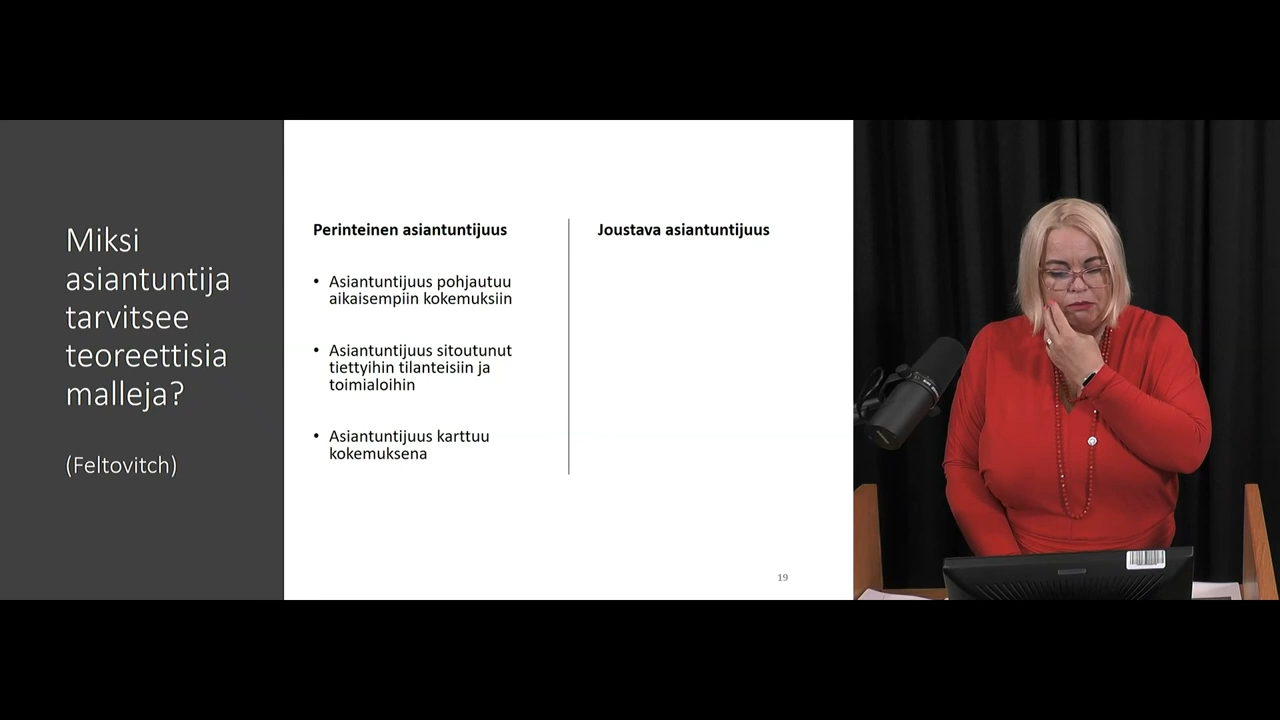 Miksi
asiantuntija
tarvitsee
teoreettisia
malleja?
(Feltovitch)
Perinteinen asiantuntijuus
• Asiantuntijuus pohjautuu
aikaisempiin kokemuksiin
• Asiantuntijuus sitoutunut
tiettyihin tilanteisiin ja
toimialoihin
• Asiantuntijuus karttuu
kokemuksena
Joustava asiantuntijuus
19